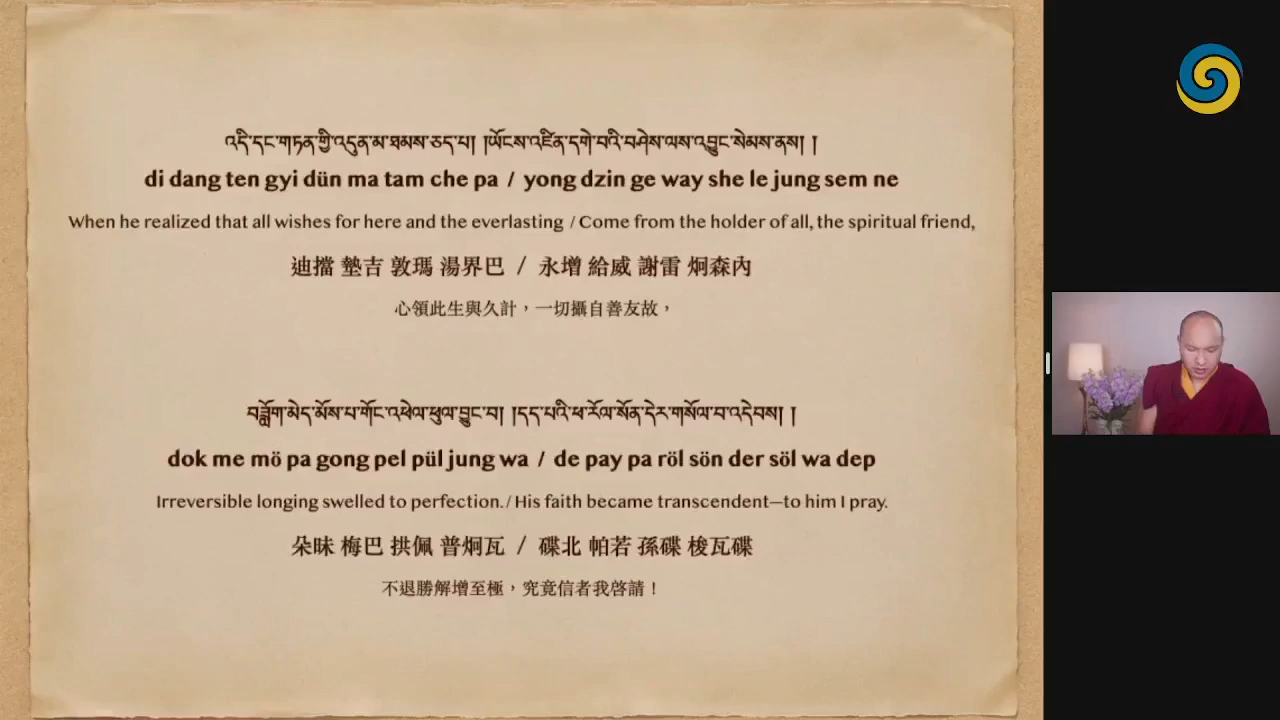 འདི་དང་གཏན་གྱི་འདུན་མ་ཐམས་ཅད་པ། །ཡོངས་འཛིན་དགེ་བའི་བཤེས་ལས་འབྱུང་སེམས་ནས། །
di dang ten gyi dün ma tam che pa / yong dzin ge way she le jung sem ne
When he realized that all wishes for here and the everlasting / Come from the holder of all, the spiritual friend,
迪擋 墊吉 敦瑪 湯界巴 / 永增 給威 謝雷 炯森內
心領此生與久計，一切攝自善友故，
བཟློག་མེད་མོས་པ་གོང་འཕེལ་ཕུལ་བྱུང་བ། །དད་པའི་ཕ་རོལ་སོན་དེར་གསོལ་བ་འདེབས། །
dok me mö pa gong pel pül jung wa / de pay pa röl sön der söl wa dep
Irreversible longing swelled to perfection. / His faith became transcendent—to him I pray.
朵昧 梅巴 拱佩 普炯瓦 / 碟北 帕若 孫碟 梭瓦碟
不退勝解增至極，究竟信者我啓請！